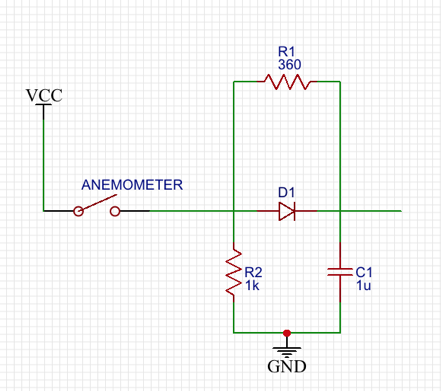 R1
360
VCC
ANEMOMETER
D1
R2
1k
C1
1u
GND